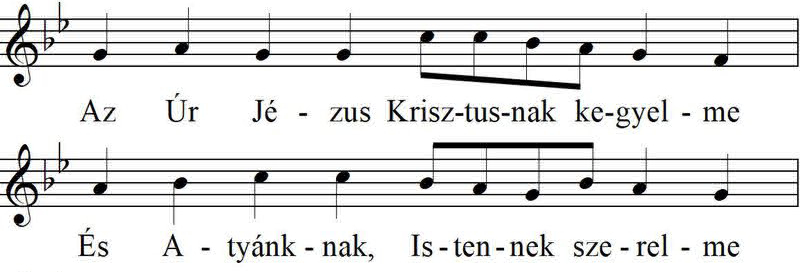 Az Úr Jé - zus Krisz-tus-nak ke-gyel - me
És A - tyánk - nak, Is - ten - nek sze - rel - me